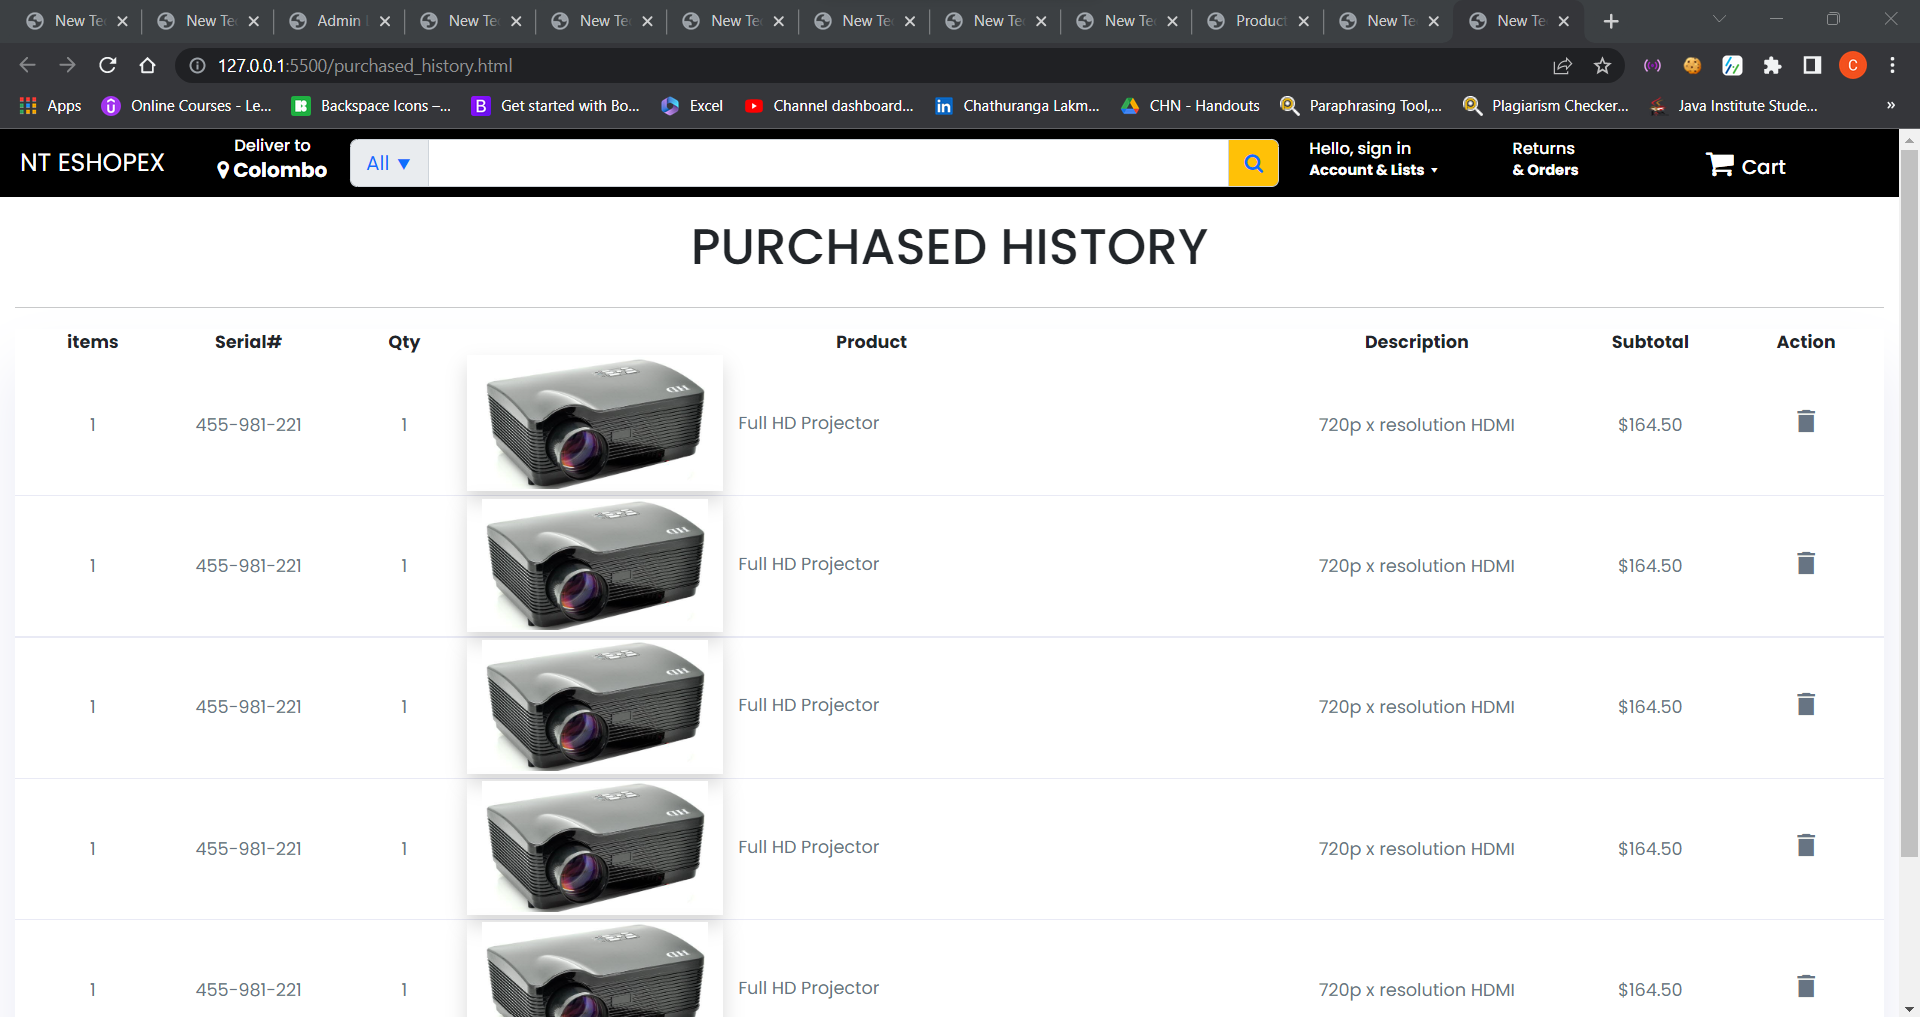 New Te New Te Admin New Te New Te New Te New Te New Te New Te Product New Te New Te
127.0.0.1:5500/purchased_history.html
C
Apps Online Courses - Le... Backspace Icons –... Get started with Bo... Excel Channel dashboard... Chathuranga Lakm... CHN - Handouts Paraphrasing Tool,... Plagiarism Checker... Java Institute Stude... »
NT ESHOPEX
Deliver to
Colombo
All ▼
Hello, sign in
Account & Lists
Returns
& Orders
Cart
PURCHASED HISTORY
items Serial# Qty Product Description Subtotal Action
1 455-981-221 1 Full HD Projector 720p x resolution HDMI $164.50
1 455-981-221 1 Full HD Projector 720p x resolution HDMI $164.50
1 455-981-221 1 Full HD Projector 720p x resolution HDMI $164.50
1 455-981-221 1 Full HD Projector 720p x resolution HDMI $164.50
1 455-981-221 1 Full HD Projector 720p x resolution HDMI $164.50